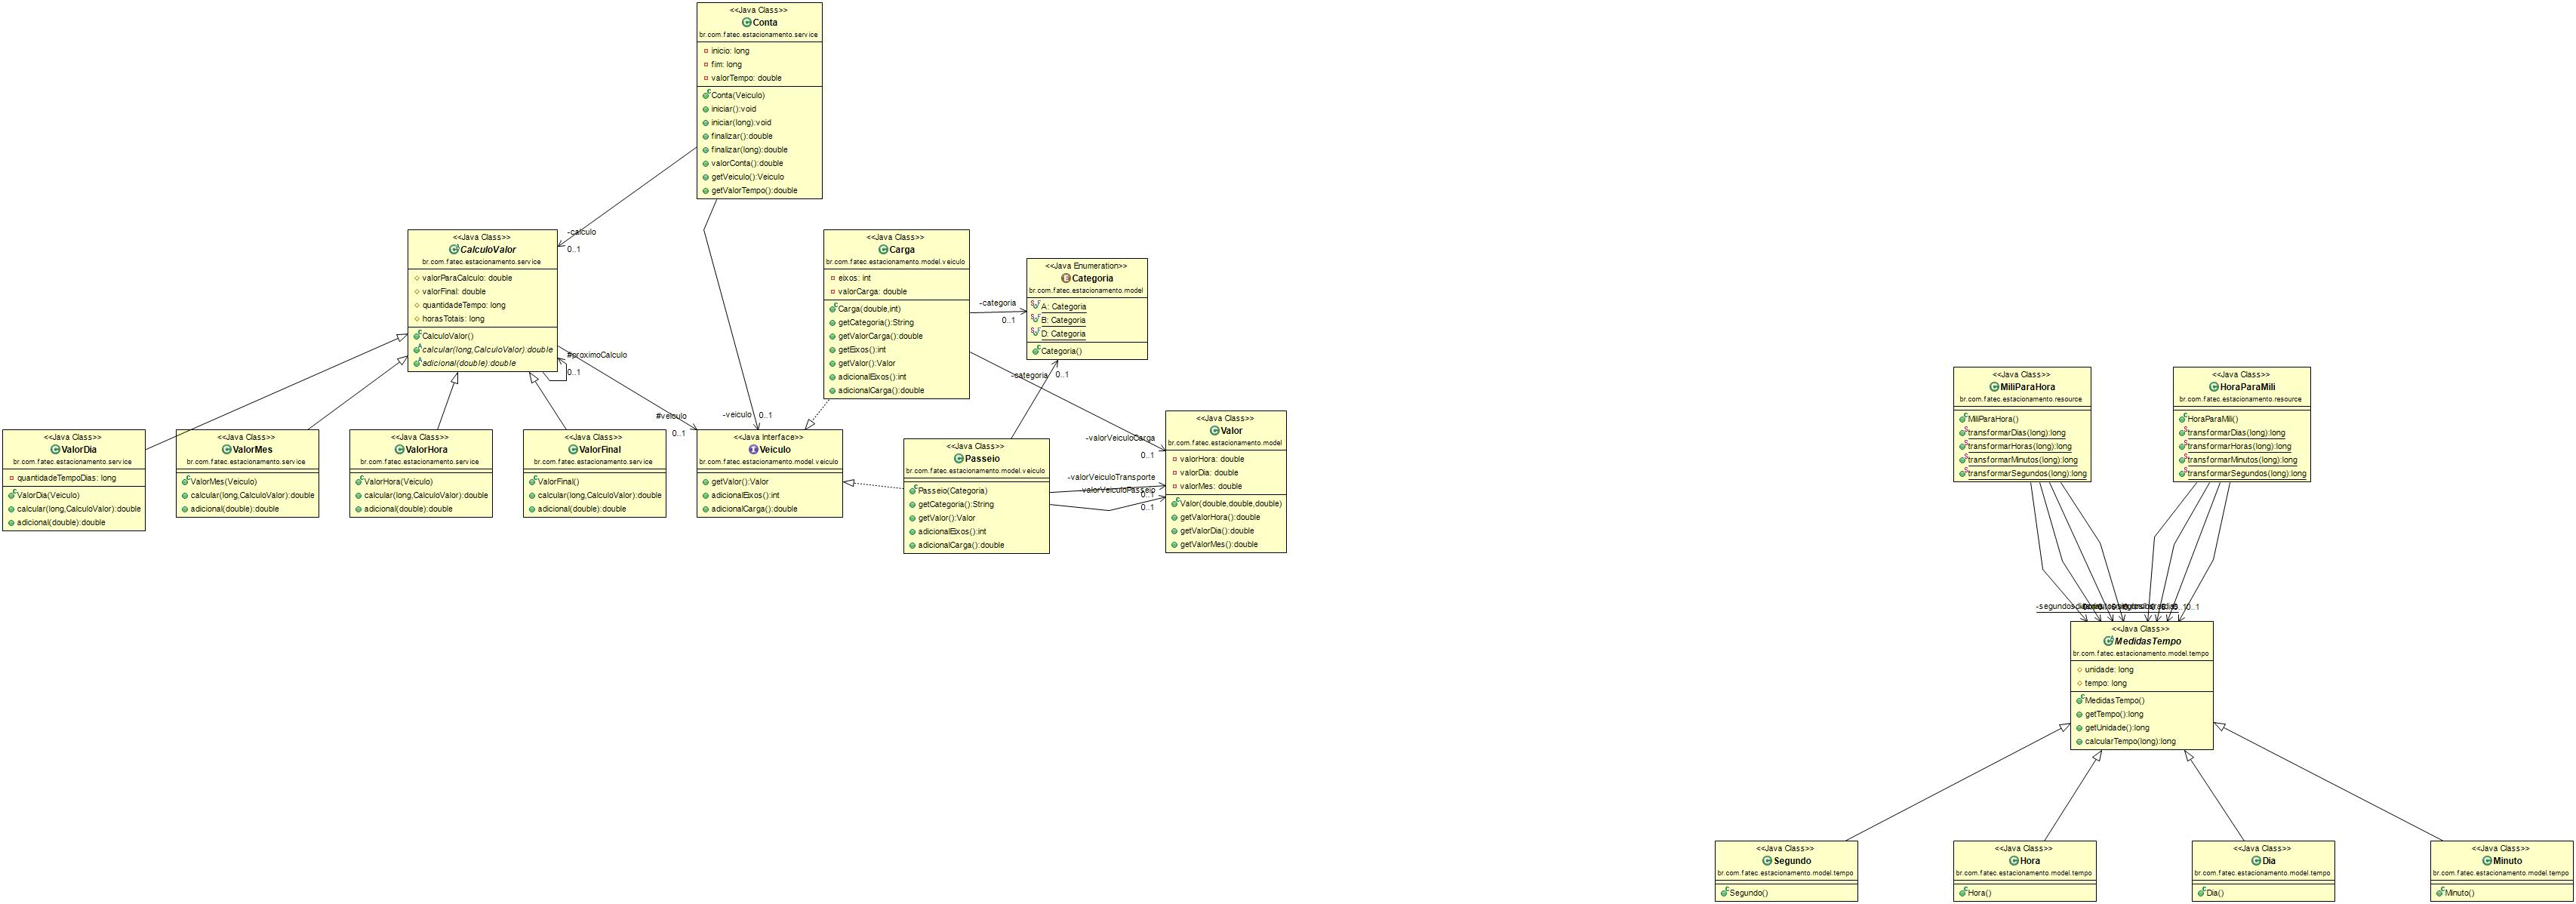 <<Java Class>>
Conta
br.com.fatec.estacionamento.service
inicio: long
fim: long
valorTempo: double
Conta(Veiculo)
iniciar():void
iniciar(long):void
finalizar():double
finalizar(long):double
valorConta():double
getVeiculo():Veiculo
getValorTempo():double
-calculo
0..1
<<Java Class>>
CalculoValor
br.com.fatec.estacionamento.service
valorParaCalculo: double
valorFinal: double
quantidadeTempo: long
horasTotais: long
CalculoValor()
calcular(long,CalculoValor):double
adicional(double):double
#proximoCalculo
0..1
#veiculo
0..1
-veiculo
0..1
<<Java Class>>
Carga
br.com.fatec.estacionamento.model.veiculo
eixos: int
valorCarga: double
Carga(double,int)
getCategoria():String
getValorCarga():double
getEixos():int
getValor():Valor
adicionalEixos():int
adicionalCarga():double
-categoria
0..1
<<Java Enumeration>>
Categoria
br.com.fatec.estacionamento.model
A: Categoria
B: Categoria
D: Categoria
Categoria()
-categoria
0..1
-valorVeiculoCarga
0..1
-valorVeiculoTransporte
0..1
-valorVeiculoPasseio
0..1
<<Java Class>>
Valor
br.com.fatec.estacionamento.model
valorHora: double
valorDia: double
valorMes: double
Valor(double,double,double)
getValorHora():double
getValorDia():double
getValorMes():double
<<Java Class>>
ValorDia
br.com.fatec.estacionamento.service
quantidadeTempoDias: long
ValorDia(Veiculo)
calcular(long,CalculoValor):double
adicional(double):double
<<Java Class>>
ValorMes
br.com.fatec.estacionamento.service
ValorMes(Veiculo)
calcular(long,CalculoValor):double
adicional(double):double
<<Java Class>>
ValorHora
br.com.fatec.estacionamento.service
ValorHora(Veiculo)
calcular(long,CalculoValor):double
adicional(double):double
<<Java Class>>
ValorFinal
br.com.fatec.estacionamento.service
ValorFinal()
calcular(long,CalculoValor):double
adicional(double):double
<<Java Interface>>
Veiculo
br.com.fatec.estacionamento.model.veiculo
getValor():Valor
adicionalEixos():int
adicionalCarga():double
<<Java Class>>
Passeio
br.com.fatec.estacionamento.model.veiculo
Passeio(Categoria)
getCategoria():String
getValor():Valor
adicionalEixos():int
adicionalCarga():double
<<Java Class>>
MiliParaHora
br.com.fatec.estacionamento.resource
MiliParaHora()
transformarDias(long):long
transformarHoras(long):long
transformarMinutos(long):long
transformarSegundos(long):long
<<Java Class>>
HoraParaMili
br.com.fatec.estacionamento.resource
HoraParaMili()
transformarDias(long):long
transformarHoras(long):long
transformarMinutos(long):long
transformarSegundos(long):long
-segundos
0..1
<<Java Class>>
MedidasTempo
br.com.fatec.estacionamento.model.tempo
unidade: long
tempo: long
MedidasTempo()
getTempo():long
getUnidade():long
calcularTempo(long):long
<<Java Class>>
Segundo
br.com.fatec.estacionamento.model.tempo
Segundo()
<<Java Class>>
Hora
br.com.fatec.estacionamento.model.tempo
Hora()
<<Java Class>>
Dia
br.com.fatec.estacionamento.model.tempo
Dia()
<<Java Class>>
Minuto
br.com.fatec.estacionamento.model.tempo
Minuto()